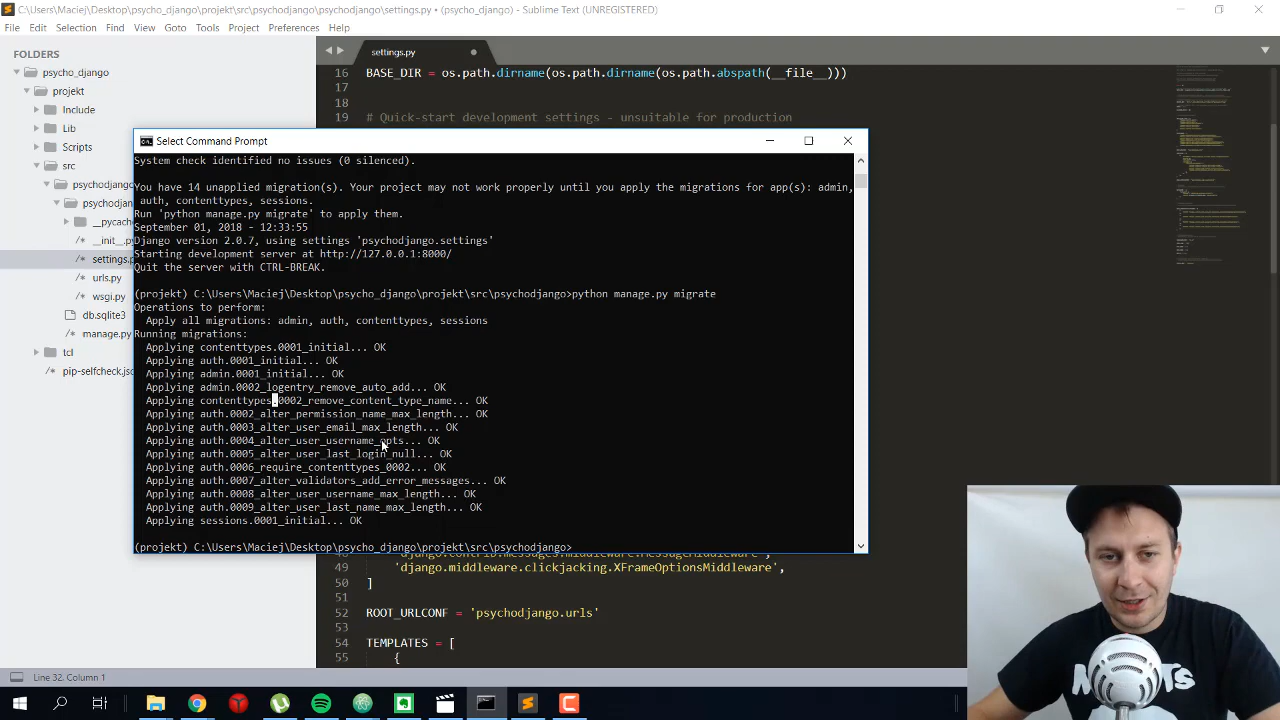 C:\Users\Maciej\Desktop\psycho_django\projekt\src\psychodjango\psychodjango\settings.py • (psycho_django) - Sublime Text (UNREGISTERED)
File Edit Selection Find View Goto Tools Project Preferences Help
FOLDERS
psycho_django
projekt
Include
Lib
Scripts
src
psychodjango
psychodjang
__pycac
__init__.p
settings.p
urls.py
wsgi.py
db.sqlite3
manage.py
tcl
pip-selfcheck.jsc
settings.py
16 BASE_DIR = os.path.dirname(os.path.dirname(os.path.abspath(__file__)))
17
18
19 # Quick-start development settings - unsuitable for production
Select Command Prompt
System check identified no issues (0 silenced).
You have 14 unapplied migration(s). Your project may not work properly until you apply the migrations for app(s): admin,
auth, contenttypes, sessions.
Run 'python manage.py migrate' to apply them.
September 01, 2018 - 12:33:
Django version 2.0.7, using settings 'psychodjango.settings'
Starting development server at http://127.0.0.1:8000/
Quit the server with CTRL-BREAK.
(projekt) C:\Users\Maciej\Desktop\psycho_django\projekt\src\psychodjango>python manage.py migrate
Operations to perform:
Apply all migrations: admin, auth, contenttypes, sessions
Running migrations:
Applying contenttypes.0001_initial... OK
Applying auth.0001_initial... OK
Applying admin.0001_initial... OK
Applying admin.0002_logentry_remove_auto_add... OK
Applying contenttypes.0002_remove_content_type_name... OK
Applying auth.0002_alter_permission_name_max_length... OK
Applying auth.0003_alter_user_email_max_length... OK
Applying auth.0004_alter_user_username_opts... OK
Applying auth.0005_alter_user_last_login_null... OK
Applying auth.0006_require_contenttypes_0002... OK
Applying auth.0007_alter_validators_add_error_messages... OK
Applying auth.0008_alter_user_username_max_length... OK
Applying auth.0009_alter_user_last_name_max_length... OK
Applying sessions.0001_initial... OK
(projekt) C:\Users\Maciej\Desktop\psycho_django\projekt\src\psychodjango>
'django.contrib.messages.middleware.MessageMiddleware',
49 'django.middleware.clickjacking.XFrameOptionsMiddleware',
50 ]
51
52 ROOT_URLCONF = 'psychodjango.urls'
53
54 TEMPLATES = [
55 {
Line 32, Column 1